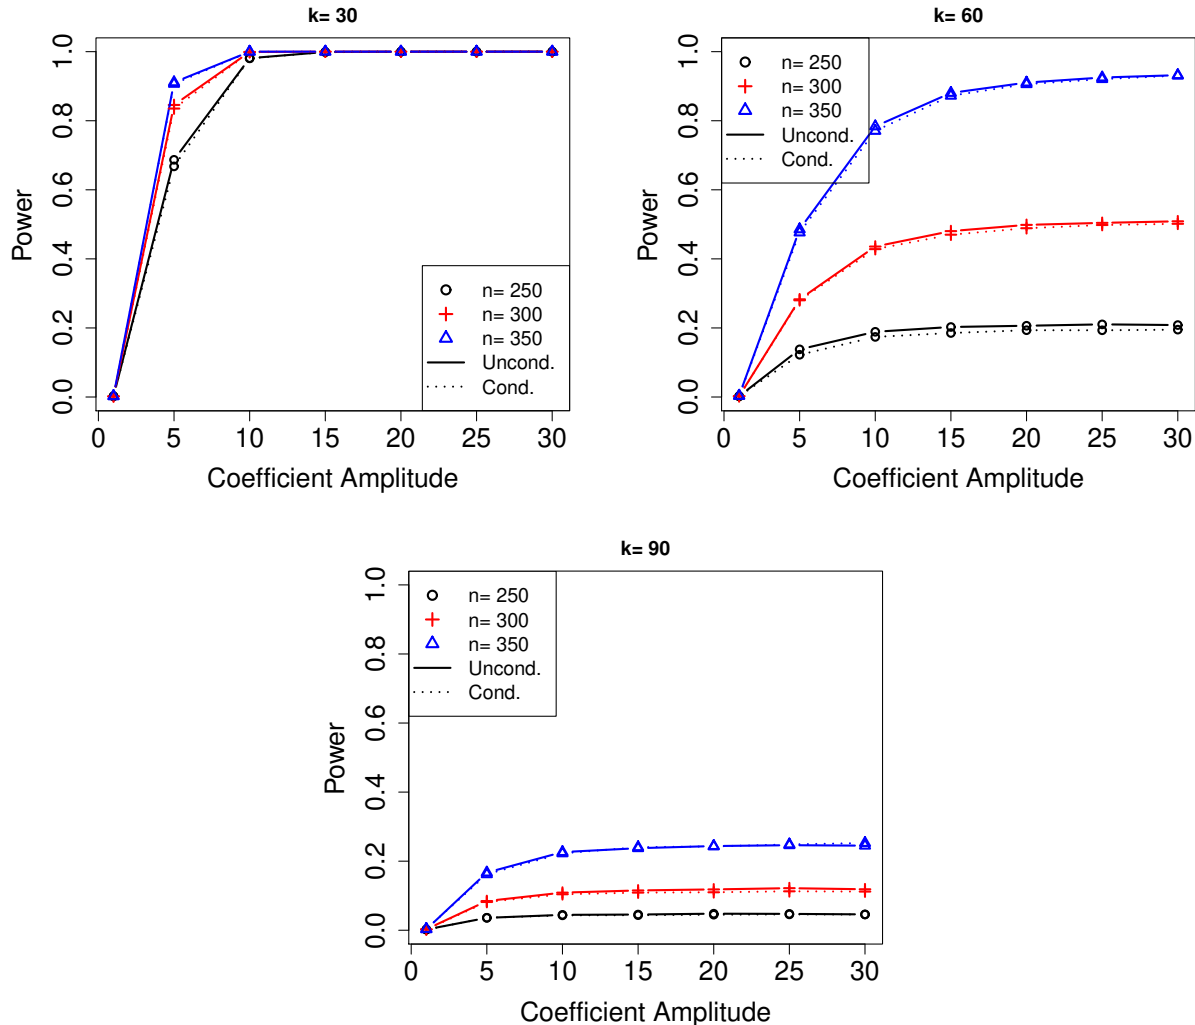 k= 30
1.0
0.8
0.6
0.4
0.2
0.0
Power
n= 250
n= 300
n= 350
Uncond.
Cond.
0 5 10 15 20 25 30
Coefficient Amplitude
k= 60
1.0
0.8
0.6
0.4
0.2
0.0
Power
n= 250
n= 300
n= 350
Uncond.
Cond.
0 5 10 15 20 25 30
Coefficient Amplitude
k= 90
1.0
0.8
0.6
0.4
0.2
0.0
Power
n= 250
n= 300
n= 350
Uncond.
Cond.
0 5 10 15 20 25 30
Coefficient Amplitude